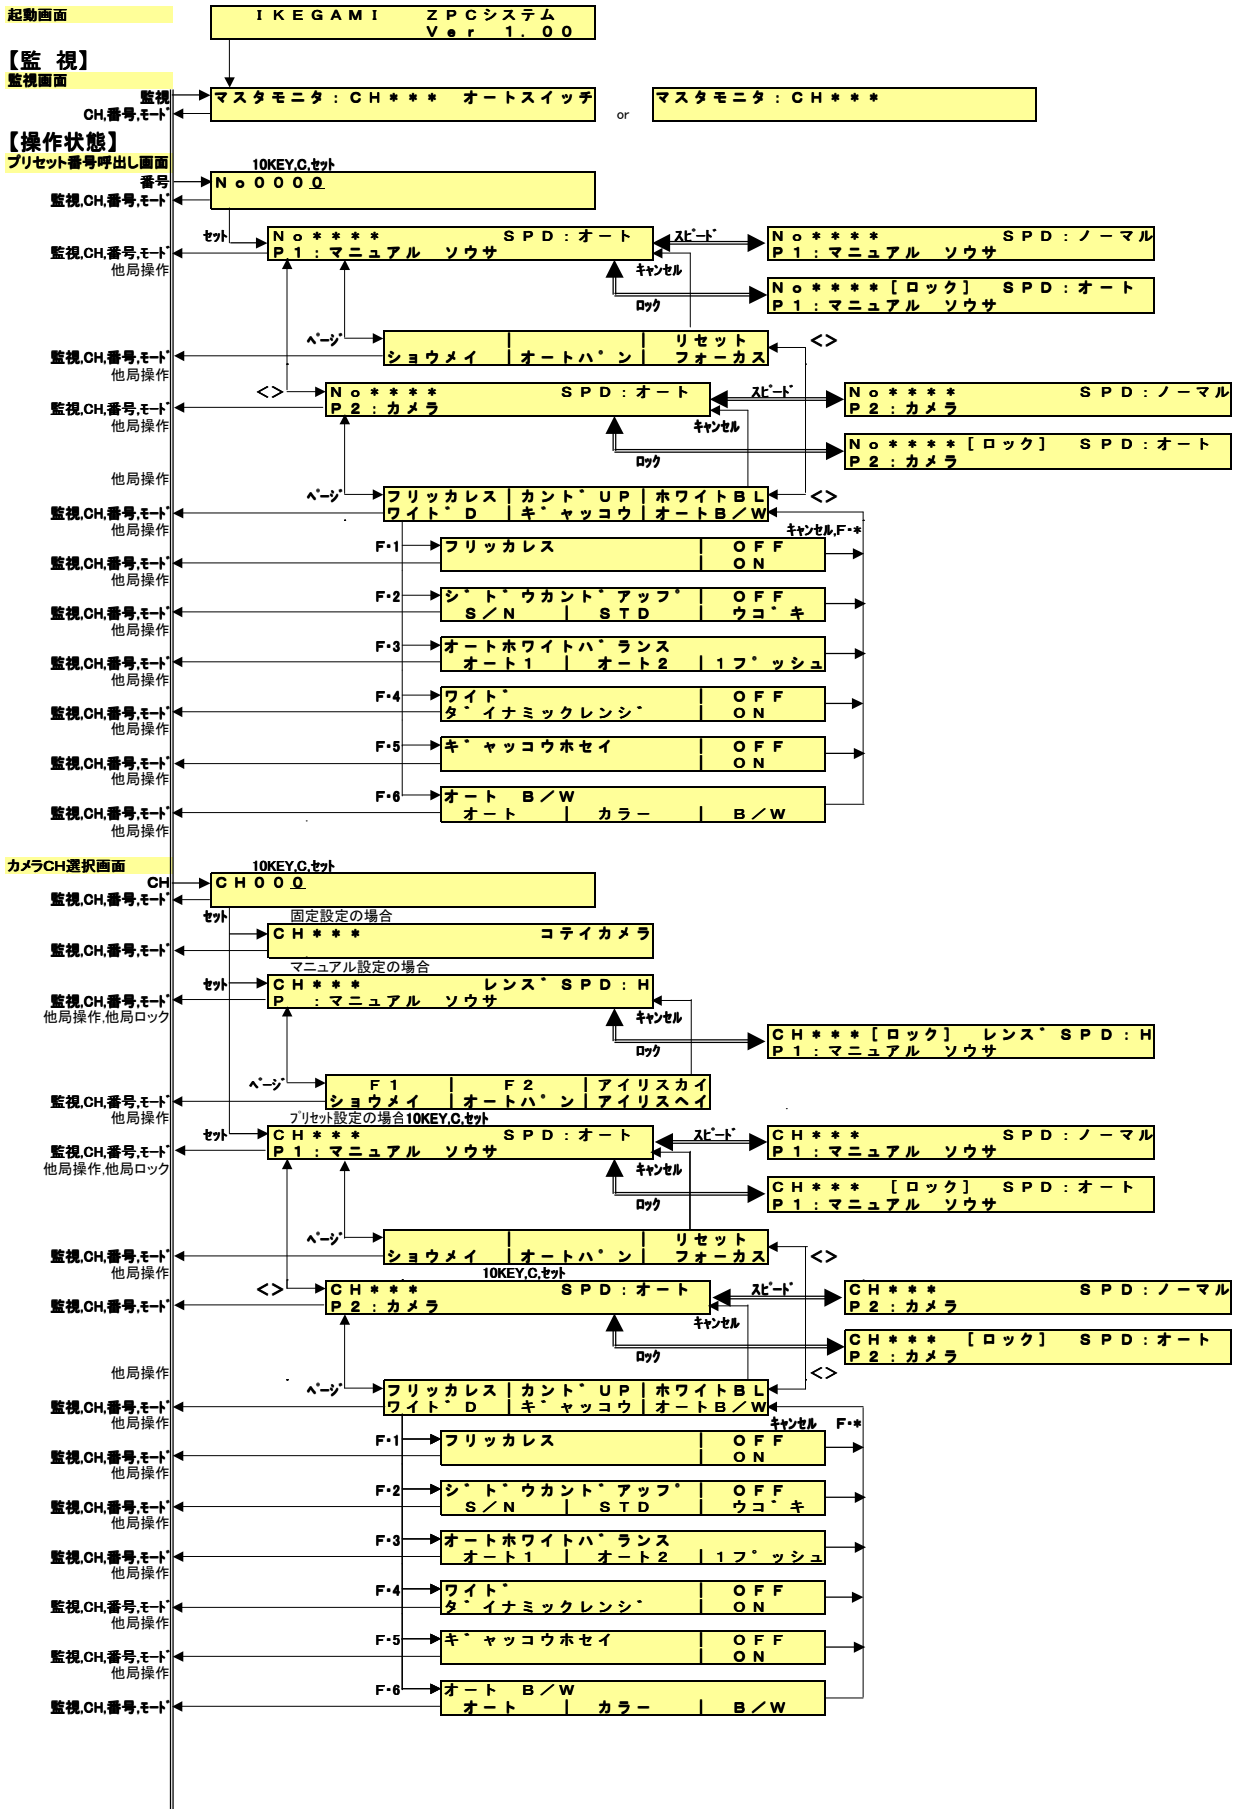 起動画面
IKEGAMI ZPCシステム
Ver 1.00
【監 視】
監視画面
監視
マスタモニタ:CH*** オートスイッチ
or
マスタモニタ:CH***
CH,番号,モード
【操作状態】
プリセット番号呼出し画面
10KEY,C,セット
番号
No0000
監視,CH,番号,モード
セット
No**** SPD:オート
P1:マニュアル ソウサ
スピード
No**** SPD:ノーマル
P1:マニュアル ソウサ
監視,CH,番号,モード
他局操作
キャンセル
ロック
No****[ロック] SPD:オート
P1:マニュアル ソウサ
ページ
| | リセット
ショウメイ |オートパン| フォーカス
<>
監視,CH,番号,モード
他局操作
<>
No**** SPD:オート
P2:カメラ
スピード
No**** SPD:ノーマル
P2:カメラ
監視,CH,番号,モード
他局操作
キャンセル
ロック
No****[ロック] SPD:オート
P2:カメラ
他局操作
ページ
フリッカレス|カンド゛UP|ホワイトBL
ワイド゛D |ギャッコウ|オートB/W
<>
監視,CH,番号,モード
他局操作
キャンセル,F・*
F・1
フリッカレス | OFF
| ON
監視,CH,番号,モード
他局操作
F・2
ジドウカンドアップ | OFF
S/N | STD | ウゴキ
監視,CH,番号,モード
他局操作
F・3
オートホワイトバランス
オート1 | オート2 |1プッシュ
監視,CH,番号,モード
他局操作
F・4
ワイド | OFF
ダイナミックレンジ | ON
監視,CH,番号,モード
他局操作
F・5
ギャッコウホセイ | OFF
| ON
監視,CH,番号,モード
他局操作
F・6
オート B/W
オート | カラー | B/W
監視,CH,番号,モード
他局操作
カメラCH選択画面
10KEY,C,セット
CH
CH000
監視,CH,番号,モード
セット
固定設定の場合
CH*** コテイカメラ
監視,CH,番号,モード
マニュアル設定の場合
セット
CH*** レンズSPD:H
P :マニュアル ソウサ
監視,CH,番号,モード
他局操作,他局ロック
キャンセル
ロック
CH***[ロック] レンズSPD:H
P1:マニュアル ソウサ
ページ
F1 | F2 |アイリスカイ
ショウメイ |オートパン|アイリスヘイ
監視,CH,番号,モード
他局操作
プリセット設定の場合10KEY,C,セット
セット
CH*** SPD:オート
P1:マニュアル ソウサ
スピード
CH*** SPD:ノーマル
P1:マニュアル ソウサ
監視,CH,番号,モード
他局操作,他局ロック
キャンセル
ロック
CH*** [ロック] SPD:オート
P1:マニュアル ソウサ
ページ
| | リセット
ショウメイ |オートパン| フォーカス
<>
監視,CH,番号,モード
他局操作
10KEY,C,セット
<>
CH*** SPD:オート
P2:カメラ
スピード
CH*** SPD:ノーマル
P2:カメラ
監視,CH,番号,モード
キャンセル
ロック
CH*** [ロック] SPD:オート
P2:カメラ
他局操作
<>
ページ
フリッカレス|カンドUP|ホワイトBL
ワイドD |ギャッコウ|オートB/W
監視,CH,番号,モード
他局操作
キャンセル F・*
F・1
フリッカレス | OFF
| ON
監視,CH,番号,モード
他局操作
F・2
ジドウカンドアップ | OFF
S/N | STD | ウゴキ
監視,CH,番号,モード
他局操作
F・3
オートホワイトバランス
オート1 | オート2 |1プッシュ
監視,CH,番号,モード
他局操作
F・4
ワイド | OFF
ダイナミックレンジ | ON
監視,CH,番号,モード
他局操作
F・5
ギャッコウホセイ | OFF
| ON
監視,CH,番号,モード
他局操作
F・6
オート B/W
オート | カラー | B/W
監視,CH,番号,モード